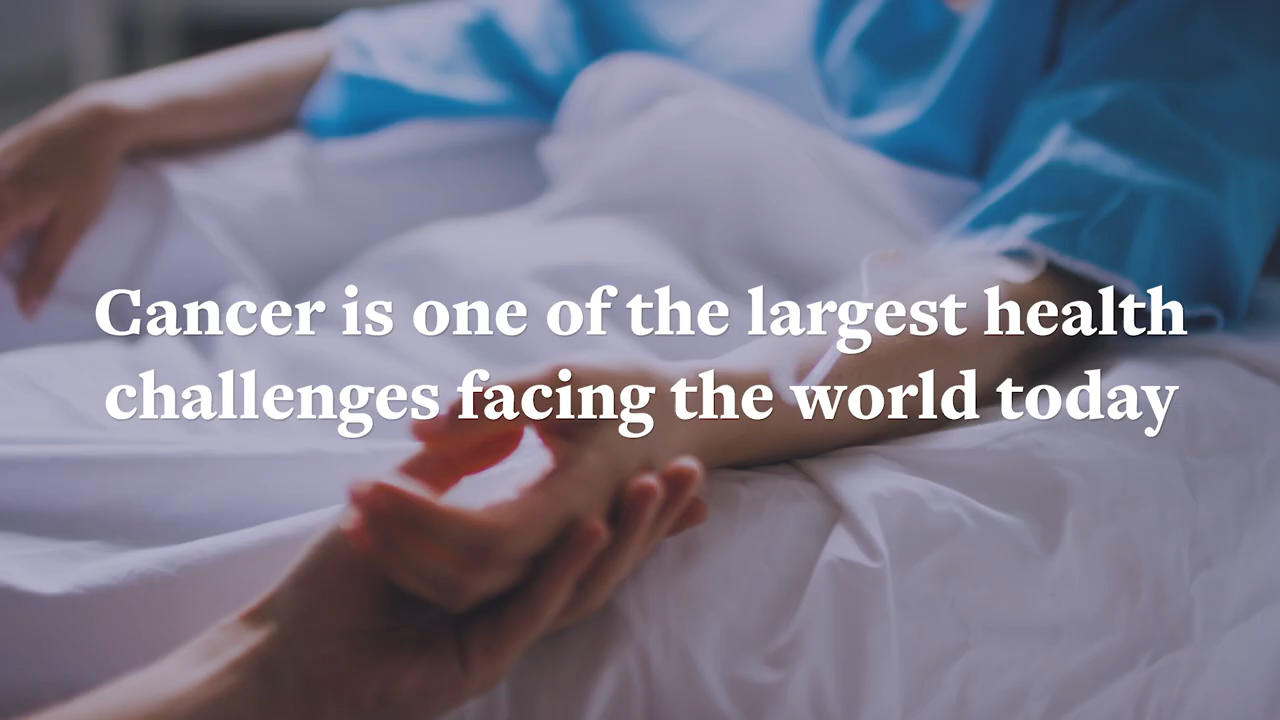 Cancer is one of the largest health
challenges facing the world today